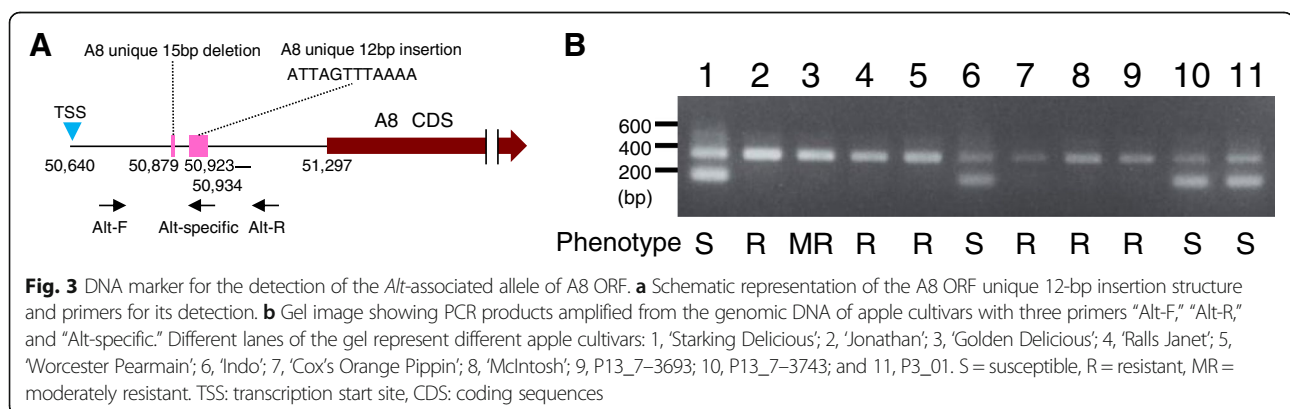 A
A8 unique 15bp deletion
A8 unique 12bp insertion
ATTAGTTTAAAA
TSS
A8 CDS
50,640
50,879
50,923—
50,934
51,297
Alt-F
Alt-specific
Alt-R
B
1 2 3 4 5 6 7 8 9 10 11
600
400
200
(bp)
Phenotype S R MR R R S R R R S S
Fig. 3 DNA marker for the detection of the Alt-associated allele of A8 ORF. a Schematic representation of the A8 ORF unique 12-bp insertion structure
and primers for its detection. b Gel image showing PCR products amplified from the genomic DNA of apple cultivars with three primers “Alt-F,” “Alt-R,”
and “Alt-specific.” Different lanes of the gel represent different apple cultivars: 1, ‘Starking Delicious’; 2, ‘Jonathan’; 3, ‘Golden Delicious’; 4, ‘Ralls Janet’; 5,
‘Worcester Pearmain’; 6, ‘Indo’; 7, ‘Cox’s Orange Pippin’; 8, ‘McIntosh’; 9, P13_7–3693; 10, P13_7–3743; and 11, P3_01. S = susceptible, R = resistant, MR =
moderately resistant. TSS: transcription start site, CDS: coding sequences